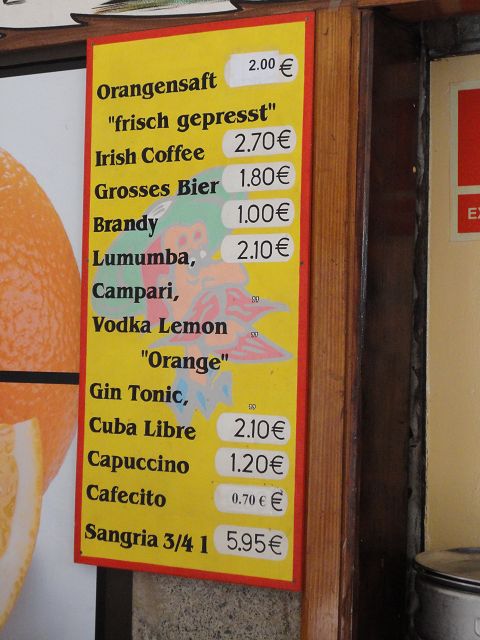 Orangensaft 2.00 €
"frisch gepresst"
Irish Coffee 2.70€
Grosses Bier 1.80€
Brandy 1.00€
Lumumba, 2.10€
Campari, "
Vodka Lemon "
"Orange"
Gin Tonic, "
Cuba Libre 2.10€
Capuccino 1.20€
Cafecito 0.70 € €
Sangria 3/4 l 5.95€